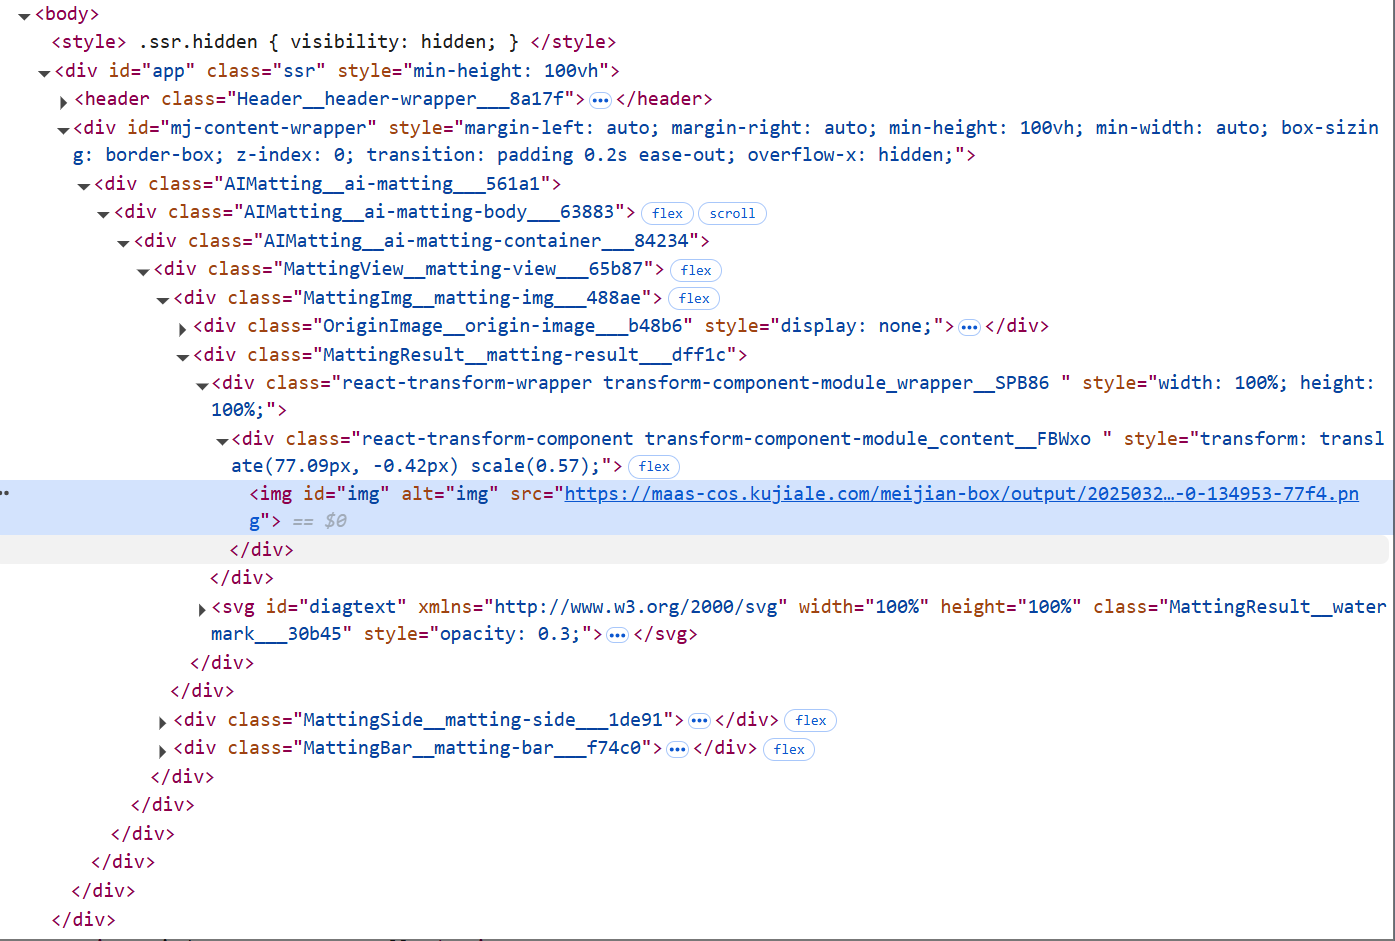 <body>
<style> .ssr.hidden { visibility: hidden; } </style>
<div id="app" class="ssr" style="min-height: 100vh">
<header class="Header__header-wrapper___8a17f">…</header>
<div id="mj-content-wrapper" style="margin-left: auto; margin-right: auto; min-height: 100vh; min-width: auto; box-sizin
g: border-box; z-index: 0; transition: padding 0.2s ease-out; overflow-x: hidden;">
<div class="AIMatting__ai-matting___561a1">
<div class="AIMatting__ai-matting-body___63883"> flex scroll
<div class="AIMatting__ai-matting-container___84234">
<div class="MattingView__matting-view___65b87"> flex
<div class="MattingImg__matting-img___488ae"> flex
<div class="OriginImage__origin-image___b48b6" style="display: none;">…</div>
<div class="MattingResult__matting-result___dff1c">
<div class="react-transform-wrapper transform-component-module_wrapper__SPB86 " style="width: 100%; height:
100%;">
<div class="react-transform-component transform-component-module_content__FBWxo " style="transform: transl
ate(77.09px, -0.42px) scale(0.57);"> flex
<img id="img" alt="img" src="https://maas-cos.kujiale.com/meijian-box/output/2025032…-0-134953-77f4.pn
g"> == $0
</div>
</div>
<svg id="diagtext" xmlns="http://www.w3.org/2000/svg" width="100%" height="100%" class="MattingResult__water
mark___30b45" style="opacity: 0.3;">…</svg>
</div>
</div>
<div class="MattingSide__matting-side___1de91">…</div> flex
<div class="MattingBar__matting-bar___f74c0">…</div> flex
</div>
</div>
</div>
</div>
</div>
</div>